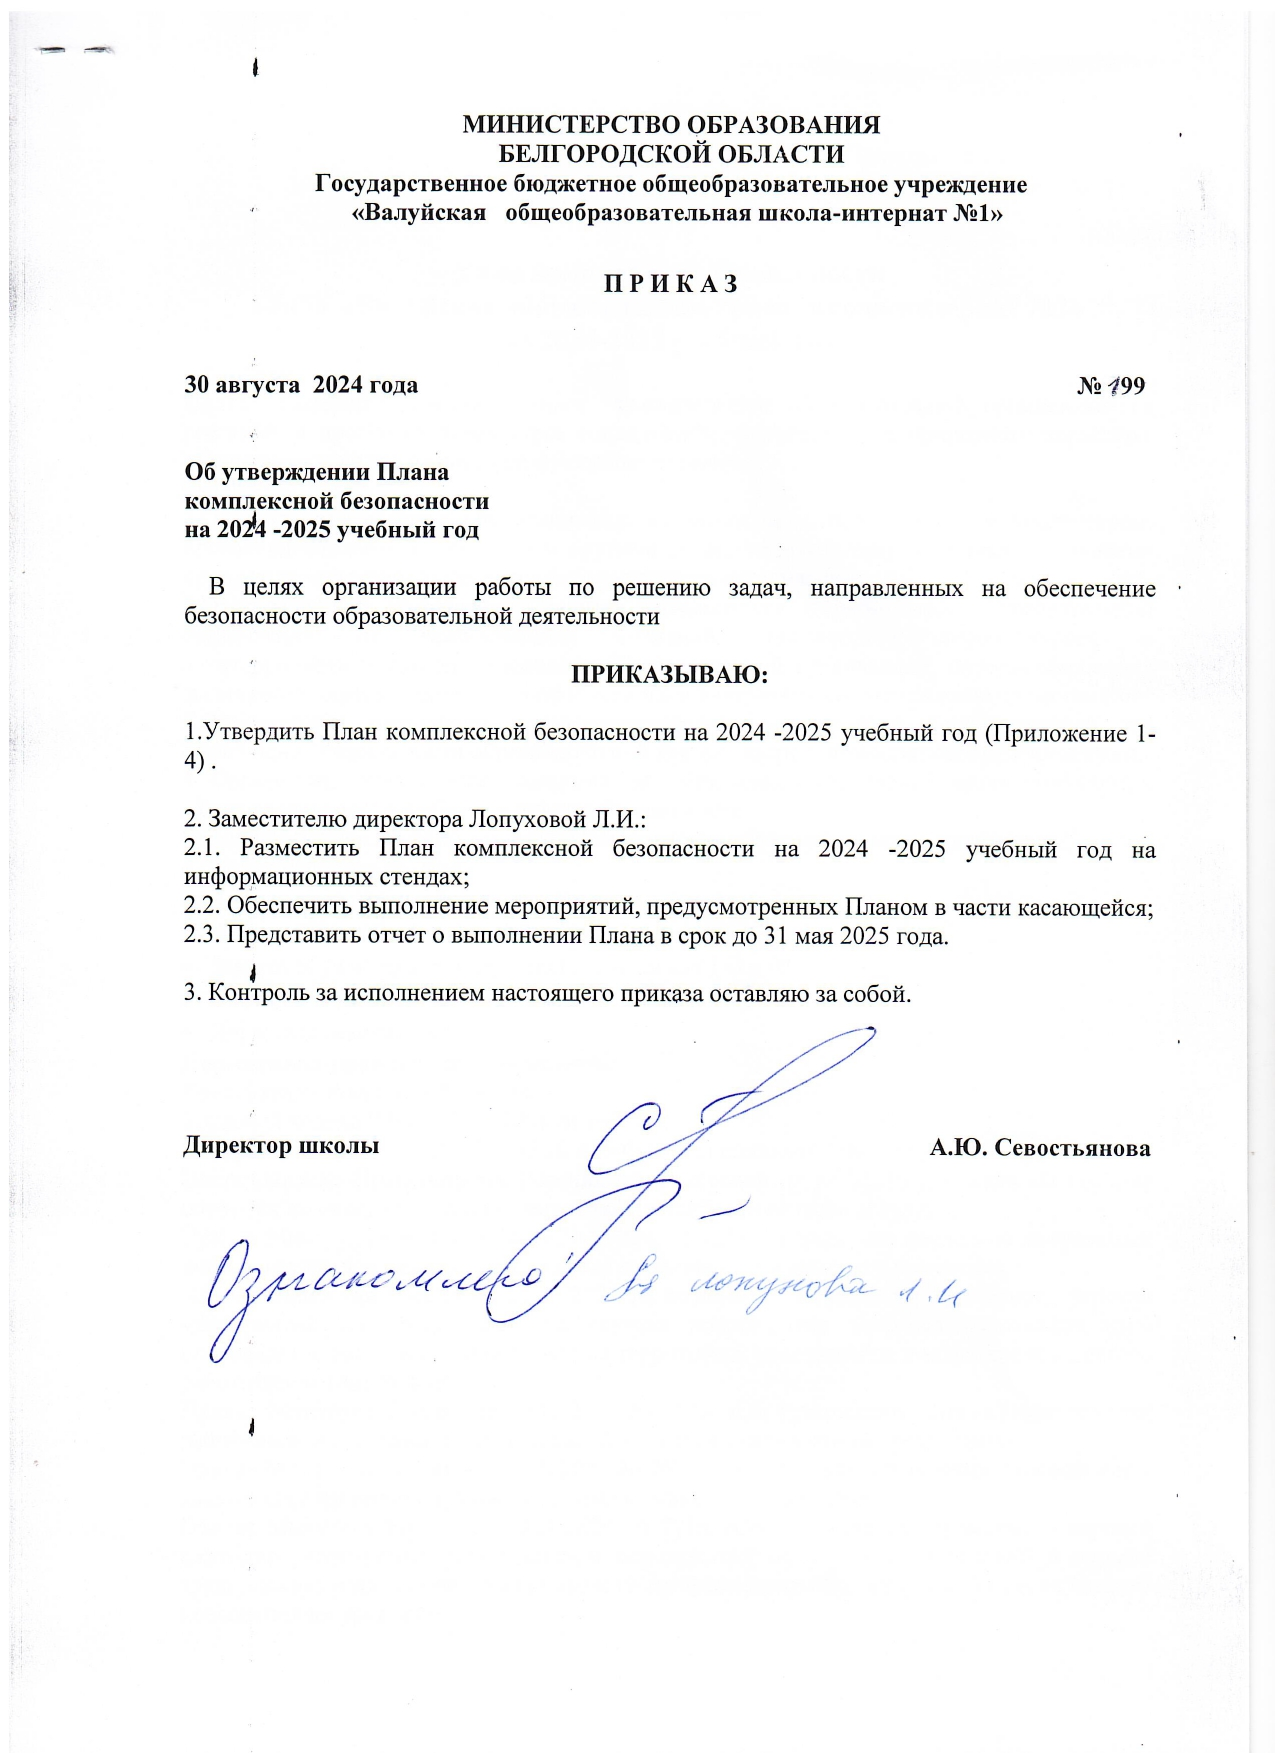 МИНИСТЕРСТВО ОБРАЗОВАНИЯ
БЕЛГОРОДСКОЙ ОБЛАСТИ
Государственное бюджетное общеобразовательное учреждение
«Валуйская общеобразовательная школа-интернат №1»
П Р И К А З
30 августа 2024 года № 199
Об утверждении Плана
комплексной безопасности
на 2024 -2025 учебный год
В целях организации работы по решению задач, направленных на обеспечение
безопасности образовательной деятельности
ПРИКАЗЫВАЮ:
1.Утвердить План комплексной безопасности на 2024 -2025 учебный год (Приложение 1-
4) .
2. Заместителю директора Лопуховой Л.И.:
2.1. Разместить План комплексной безопасности на 2024 -2025 учебный год на
информационных стендах;
2.2. Обеспечить выполнение мероприятий, предусмотренных Планом в части касающейся;
2.3. Представить отчет о выполнении Плана в срок до 31 мая 2025 года.
3. Контроль за исполнением настоящего приказа оставляю за собой.
Директор школы А.Ю. Севостьянова
Ознакомлена лопухова л.и